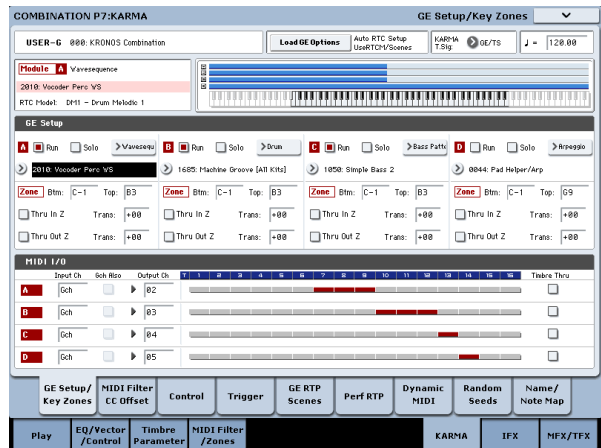 COMBINATION P7:KARMA GE Setup/Key Zones
USER-G 000: KRONOS Combination Load GE Options Auto RTC Setup UseRTCM/Scenes KARMA T.Sig: GE/TS ♩ = 120.00
Module A Wavesequence
2010: Vocoder Perc WS
RTC Model: DM1 - Drum Melodic 1
A
B
C
D
GE Setup
A Run Solo >Wavesequ B Run Solo >Drum C Run Solo >Bass Patte D Run Solo >Arpeggio
2010: Vocoder Perc WS 1685: Machine Groove [All Kits] 1050: Simple Bass 2 0044: Pad Helper/Arp
Zone Btm: C-1 Top: B3 Zone Btm: C-1 Top: B3 Zone Btm: C-1 Top: B3 Zone Btm: C-1 Top: G9
Thru In Z Trans: +00 Thru In Z Trans: +00 Thru In Z Trans: +00 Thru In Z Trans: +00
Thru Out Z Trans: +00 Thru Out Z Trans: +00 Thru Out Z Trans: +00 Thru Out Z Trans: +00
MIDI I/O
Input Ch Gch Also Output Ch T 1 2 3 4 5 6 7 8 9 10 11 12 13 14 15 16 Timbre Thru
A Gch 02
B Gch 03
C Gch 04
D Gch 05
GE Setup/ Key Zones MIDI Filter CC Offset Control Trigger GE RTP Scenes Perf RTP Dynamic MIDI Random Seeds Name/ Note Map
Play EQ/Vector /Control Timbre Parameter MIDI Filter /Zones KARMA IFX MFX/TFX